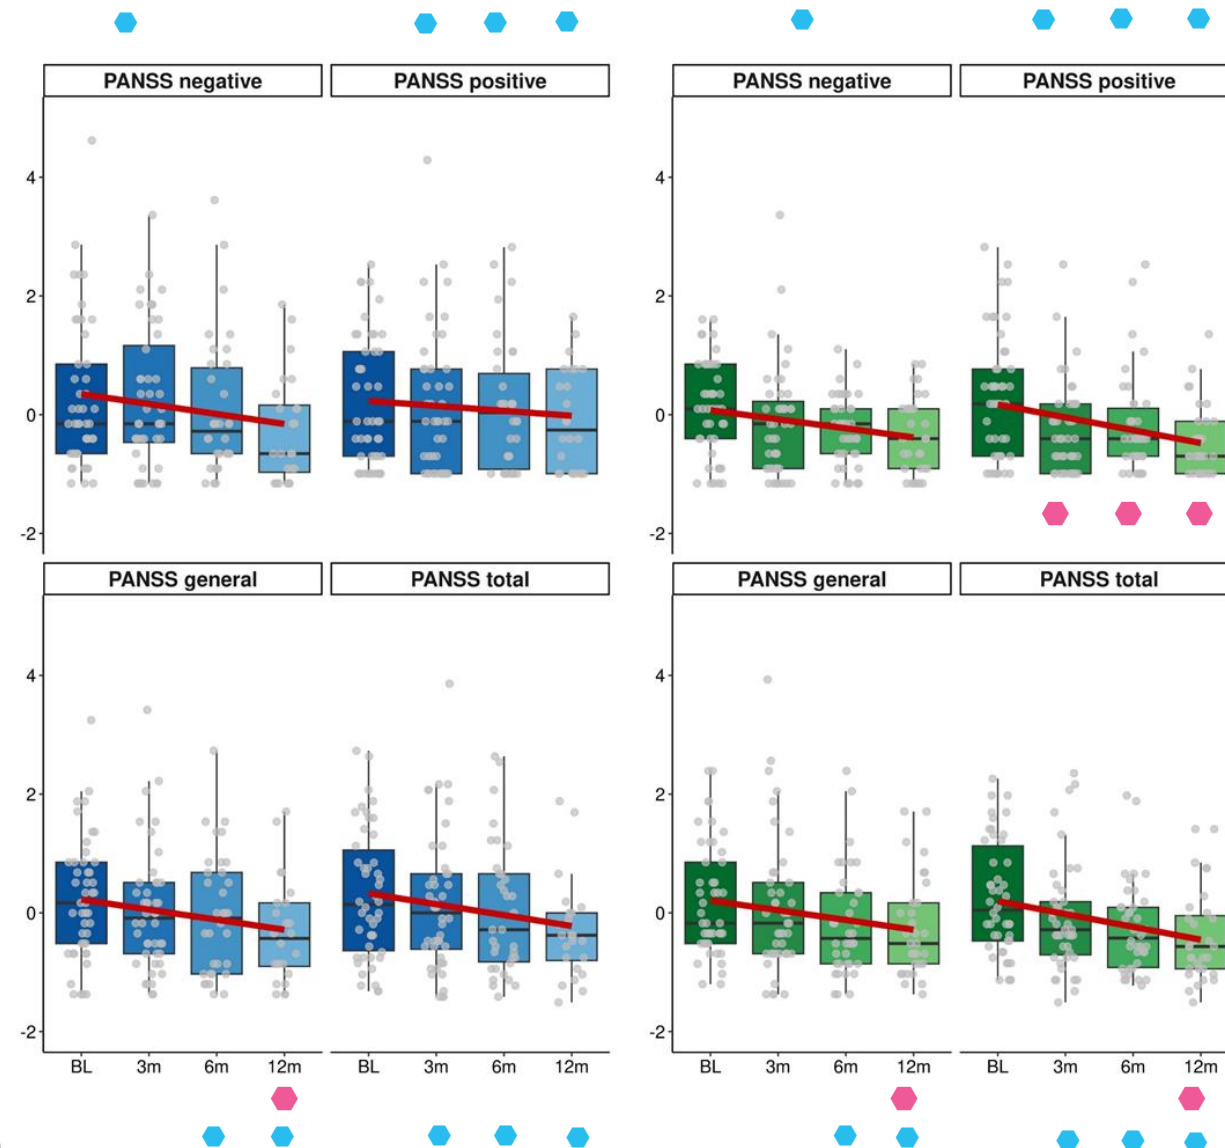 PANSS negative PANSS positive PANSS negative PANSS positive
4 4
2 2
0 0
-2 -2
PANSS general PANSS total PANSS general PANSS total
4 4
2 2
0 0
-2 -2
BL 3m 6m 12m BL 3m 6m 12m BL 3m 6m 12m BL 3m 6m 12m